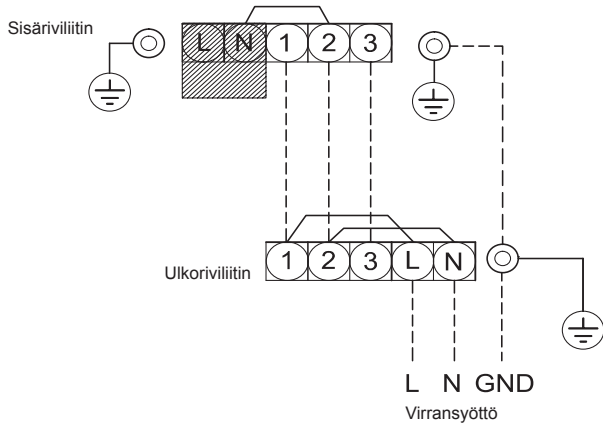 Sisäriviliitin
L N 1 2 3
Ulkoriviliitin
1 2 3 L N
L N GND
Virransyöttö